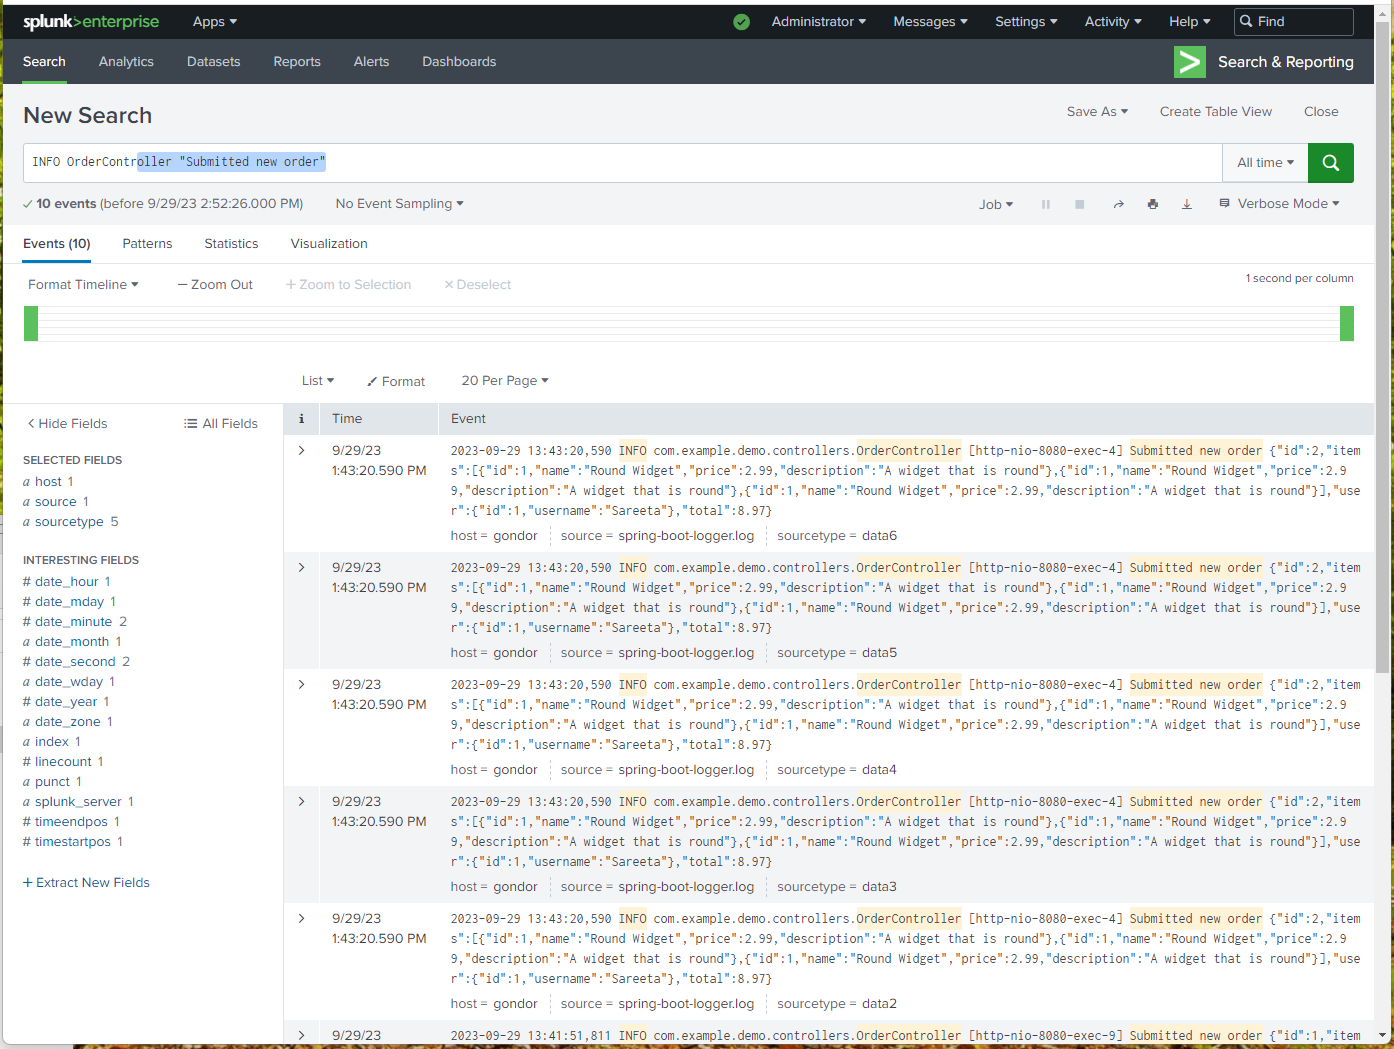 splunk>enterprise Apps Administrator Messages Settings Activity Help Find
Search Analytics Datasets Reports Alerts Dashboards Search & Reporting
New Search Save As Create Table View Close
INFO OrderController "Submitted new order" All time
10 events (before 9/29/23 2:52:26.000 PM) No Event Sampling Job Verbose Mode
Events (10) Patterns Statistics Visualization
Format Timeline — Zoom Out + Zoom to Selection × Deselect 1 second per column
List Format 20 Per Page
< Hide Fields All Fields
SELECTED FIELDS
a host 1
a source 1
a sourcetype 5
INTERESTING FIELDS
# date_hour 1
# date_mday 1
# date_minute 2
a date_month 1
# date_second 2
a date_wday 1
# date_year 1
a date_zone 1
a index 1
# linecount 1
a punct 1
a splunk_server 1
# timeendpos 1
# timestartpos 1
+ Extract New Fields
i Time Event
> 9/29/23 2023-09-29 13:43:20,590 INFO com.example.demo.controllers.OrderController [http-nio-8080-exec-4] Submitted new order {"id":2,"item
1:43:20.590 PM s":[{"id":1,"name":"Round Widget","price":2.99,"description":"A widget that is round"},{"id":1,"name":"Round Widget","price":2.9
9,"description":"A widget that is round"},{"id":1,"name":"Round Widget","price":2.99,"description":"A widget that is round"}],"use
r":{"id":1,"username":"Sareeta"},"total":8.97}
host = gondor source = spring-boot-logger.log sourcetype = data6
> 9/29/23 2023-09-29 13:43:20,590 INFO com.example.demo.controllers.OrderController [http-nio-8080-exec-4] Submitted new order {"id":2,"item
1:43:20.590 PM s":[{"id":1,"name":"Round Widget","price":2.99,"description":"A widget that is round"},{"id":1,"name":"Round Widget","price":2.9
9,"description":"A widget that is round"},{"id":1,"name":"Round Widget","price":2.99,"description":"A widget that is round"}],"use
r":{"id":1,"username":"Sareeta"},"total":8.97}
host = gondor source = spring-boot-logger.log sourcetype = data5
> 9/29/23 2023-09-29 13:43:20,590 INFO com.example.demo.controllers.OrderController [http-nio-8080-exec-4] Submitted new order {"id":2,"item
1:43:20.590 PM s":[{"id":1,"name":"Round Widget","price":2.99,"description":"A widget that is round"},{"id":1,"name":"Round Widget","price":2.9
9,"description":"A widget that is round"},{"id":1,"name":"Round Widget","price":2.99,"description":"A widget that is round"}],"use
r":{"id":1,"username":"Sareeta"},"total":8.97}
host = gondor source = spring-boot-logger.log sourcetype = data4
> 9/29/23 2023-09-29 13:43:20,590 INFO com.example.demo.controllers.OrderController [http-nio-8080-exec-4] Submitted new order {"id":2,"item
1:43:20.590 PM s":[{"id":1,"name":"Round Widget","price":2.99,"description":"A widget that is round"},{"id":1,"name":"Round Widget","price":2.9
9,"description":"A widget that is round"},{"id":1,"name":"Round Widget","price":2.99,"description":"A widget that is round"}],"use
r":{"id":1,"username":"Sareeta"},"total":8.97}
host = gondor source = spring-boot-logger.log sourcetype = data3
> 9/29/23 2023-09-29 13:43:20,590 INFO com.example.demo.controllers.OrderController [http-nio-8080-exec-4] Submitted new order {"id":2,"item
1:43:20.590 PM s":[{"id":1,"name":"Round Widget","price":2.99,"description":"A widget that is round"},{"id":1,"name":"Round Widget","price":2.9
9,"description":"A widget that is round"},{"id":1,"name":"Round Widget","price":2.99,"description":"A widget that is round"}],"use
r":{"id":1,"username":"Sareeta"},"total":8.97}
host = gondor source = spring-boot-logger.log sourcetype = data2
> 9/29/23 2023-09-29 13:41:51,811 INFO com.example.demo.controllers.OrderController [http-nio-8080-exec-9] Submitted new order {"id":1,"item